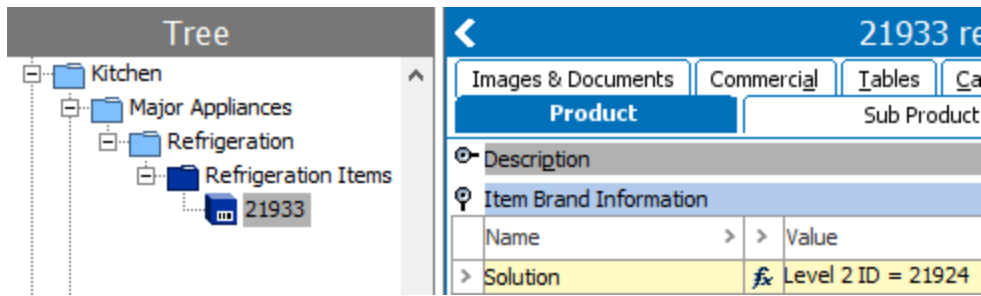 Tree
Kitchen
Major Appliances
Refrigeration
Refrigeration Items
21933
21933 re
Images & Documents Commercial Tables Ca
Product Sub Product
Description
Item Brand Information
Name > > Value
> Solution fx Level 2 ID = 21924